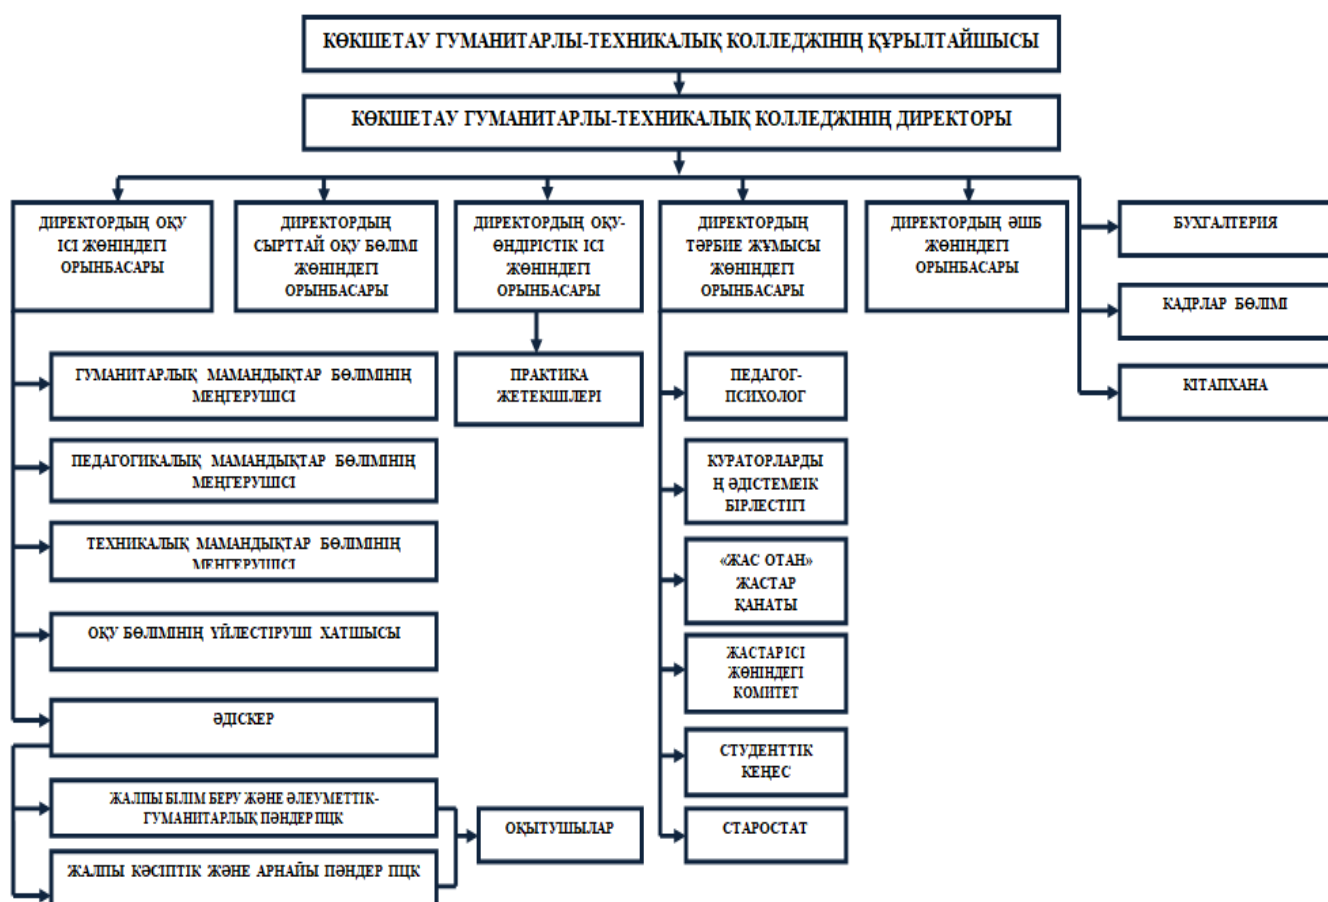 КӨКШЕТАУ ГУМАНИТАРЛЫ-ТЕХНИКАЛЫҚ КОЛЛЕДЖІНІҢ ҚҰРЫЛТАЙШЫСЫ
КӨКШЕТАУ ГУМАНИТАРЛЫ-ТЕХНИКАЛЫҚ КОЛЛЕДЖІНІҢ ДИРЕКТОРЫ
ДИРЕКТОРДЫҢ ОҚУ
ІСІ ЖӨНІНДЕГІ
ОРЫНБАСАРЫ
ДИРЕКТОРДЫҢ
СЫРТТАЙ ОҚУ БӨЛІМІ
ЖӨНІНДЕГІ
ОРЫНБАСАРЫ
ДИРЕКТОРДЫҢ ОҚУ-
ӨНДІРІСТІК ІСІ
ЖӨНІНДЕГІ
ОРЫНБАСАРЫ
ДИРЕКТОРДЫҢ
ТӘРБИЕ ЖҰМЫСЫ
ЖӨНІНДЕГІ
ОРЫНБАСАРЫ
ДИРЕКТОРДЫҢ ӘШБ
ЖӨНІНДЕГІ
ОРЫНБАСАРЫ
БУХГАЛТЕРИЯ
КАДРЛАР БӨЛІМІ
КІТАПХАНА
ГУМАНИТАРЛЫҚ МАМАНДЫҚТАР БӨЛІМІНІҢ
МЕҢГЕРУШІСІ
ПЕДАГОГИКАЛЫҚ МАМАНДЫҚТАР БӨЛІМІНІҢ
МЕҢГЕРУШІСІ
ТЕХНИКАЛЫҚ МАМАНДЫҚТАР БӨЛІМІНІҢ
МЕҢГЕРУШІСІ
ОҚУ БӨЛІМІНІҢ ҮЙЛЕСТІРУШІ ХАТШЫСЫ
ӘДІСКЕР
ЖАЛПЫ БІЛІМ БЕРУ ЖӘНЕ ӘЛЕУМЕТТІК-
ГУМАНИТАРЛЫҚ ПӘНДЕР ПЦК
ЖАЛПЫ КӘСІПТІК ЖӘНЕ АРНАЙЫ ПӘНДЕР ПЦК
ОҚЫТУШЫЛАР
ПРАКТИКА
ЖЕТЕКШІЛЕРІ
ПЕДАГОГ-
ПСИХОЛОГ
КУРАТОРЛАРДЫ
Ң ӘДІСТЕМЕІК
БІРЛЕСТІГІ
«ЖАС ОТАН»
ЖАСТАР
ҚАНАТЫ
ЖАСТАР ІСІ
ЖӨНІНДЕГІ
КОМИТЕТ
СТУДЕНТТІК
КЕҢЕС
СТАРОСТАТ